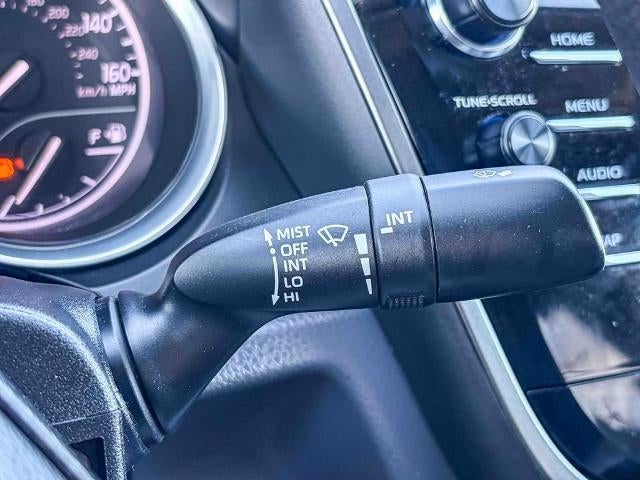 180
200
220
240
140
160
km/h MPH
F
MIST
OFF
INT
LO
HI
INT
HOME
TUNE•SCROLL
MENU
AUDIO